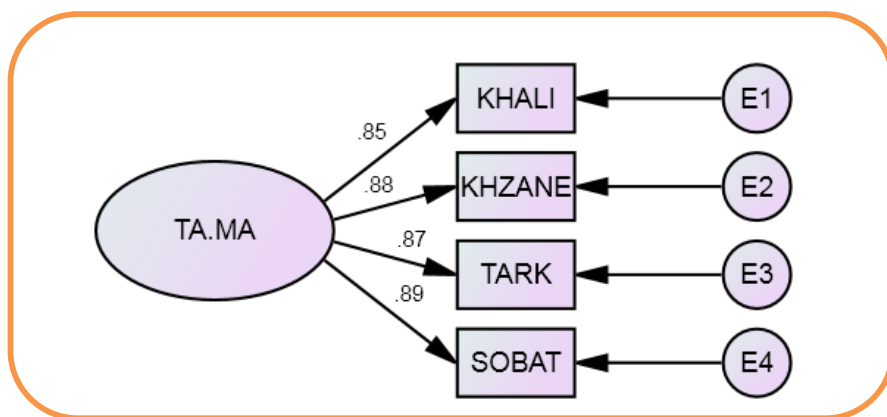 KHALI
E1
.85
KHZANE
E2
.88
TA.MA
.87
TARK
E3
.89
SOBAT
E4